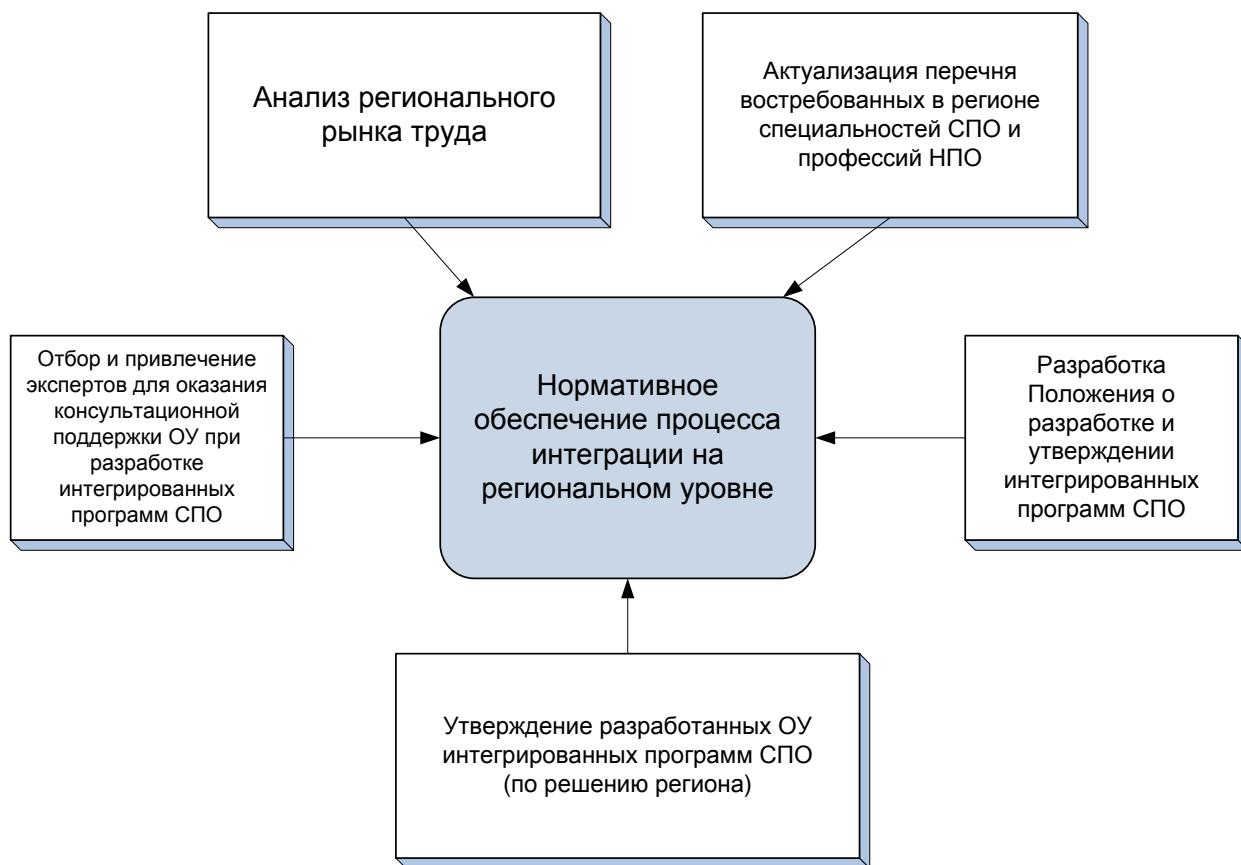 Анализ регионального
рынка труда
Актуализация перечня
востребованных в регионе
специальностей СПО и
профессий НПО
Отбор и привлечение
экспертов для оказания
консультационной
поддержки ОУ при
разработке
интегрированных
программ СПО
Нормативное
обеспечение процесса
интеграции на
региональном уровне
Разработка
Положения о
разработке и
утверждении
интегрированных
программ СПО
Утверждение разработанных ОУ
интегрированных программ СПО
(по решению региона)